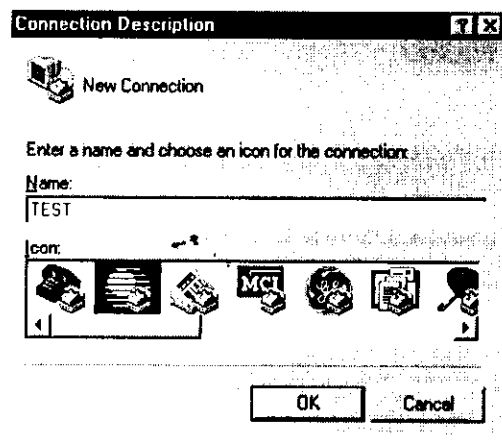 Connection Description
New Connection
Enter a name and choose an icon for the connection:
Name:
TEST
Icon:
MCI
OK
Cancel